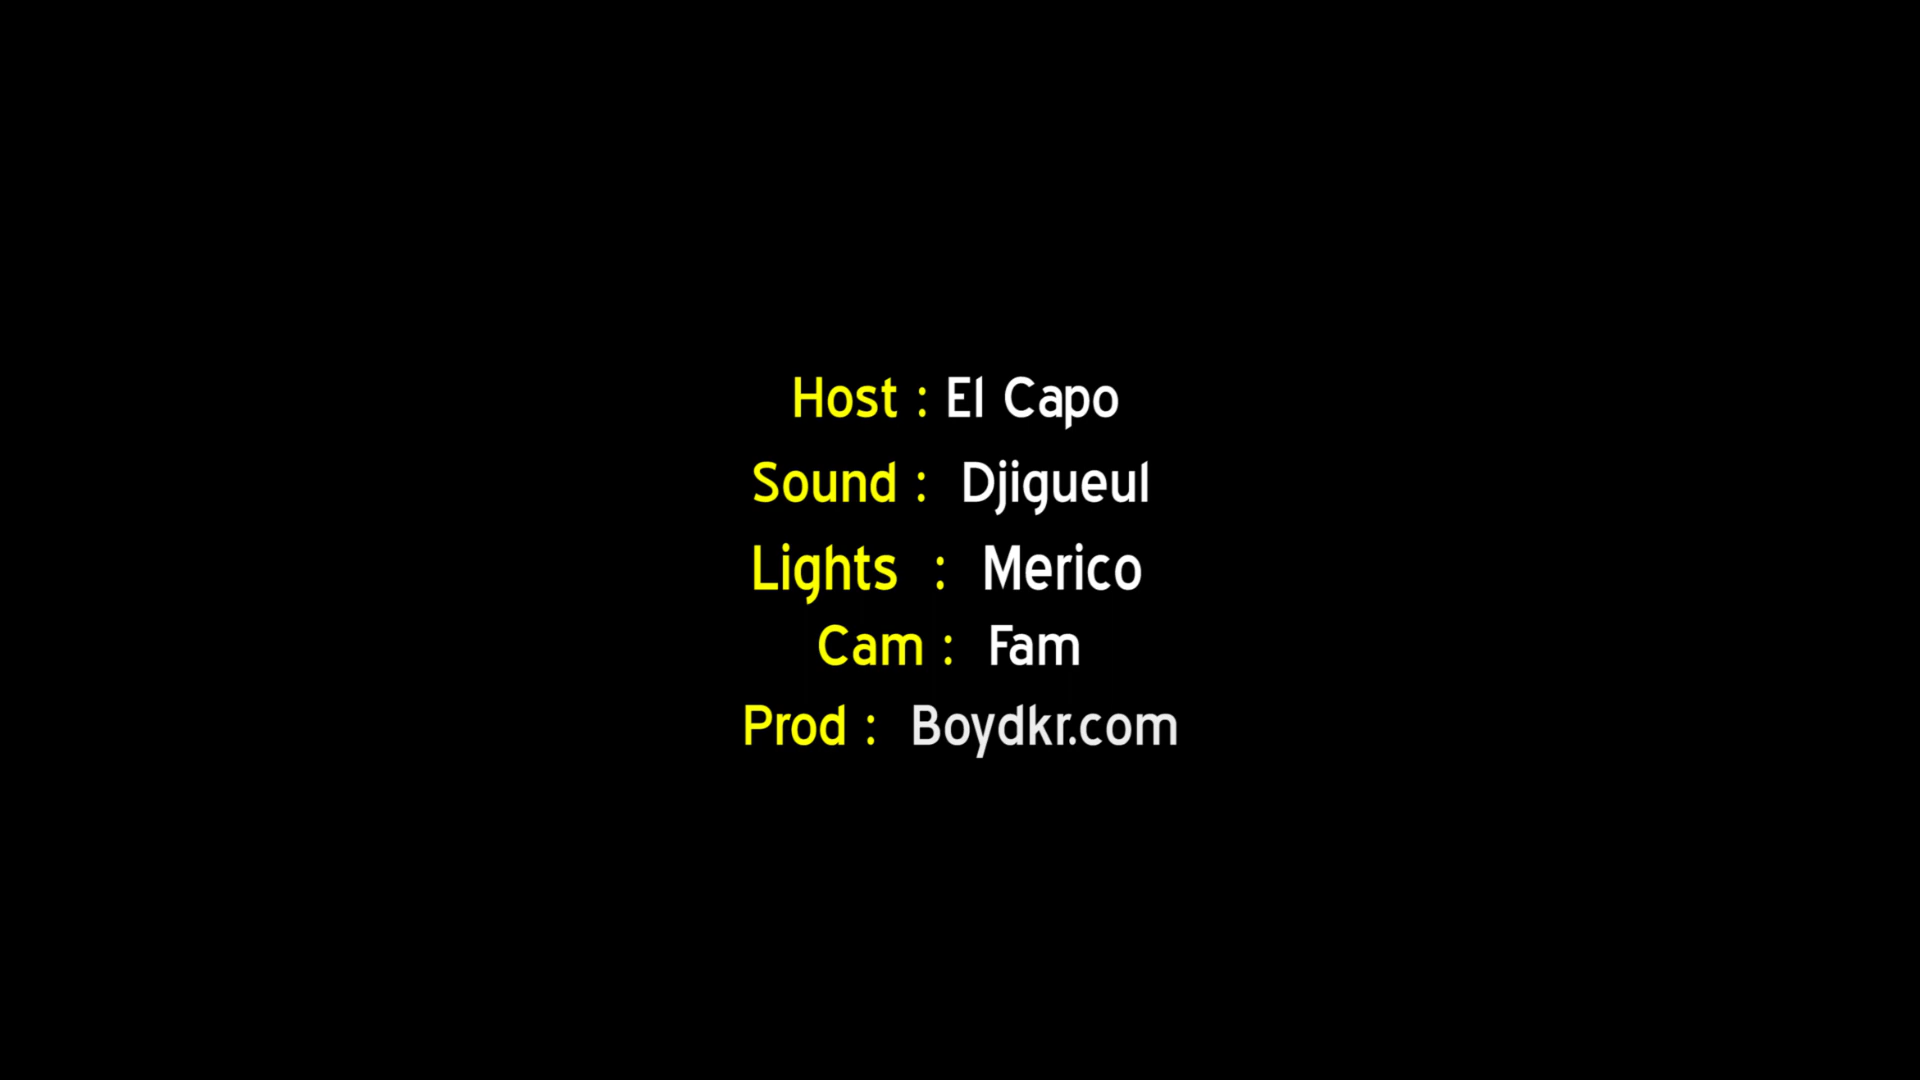 Host : El Capo
Sound : Djigueul
Lights : Merico
Cam : Fam
Prod : Boydkr.com